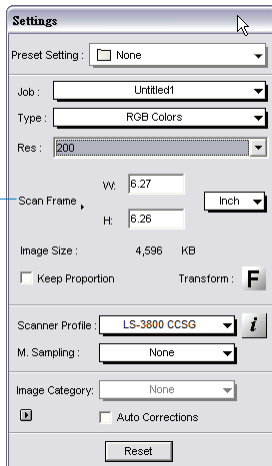 Settings
Preset Setting : None
Job : Untitled1
Type : RGB Colors
Res : 200
W: 6.27
Scan Frame Inch
H: 6.26
Image Size : 4,596 KB
Keep Proportion Transform : F
Scanner Profile : LS-3800 CCSG i
M. Sampling : None
Image Category: None
Auto Corrections
Reset